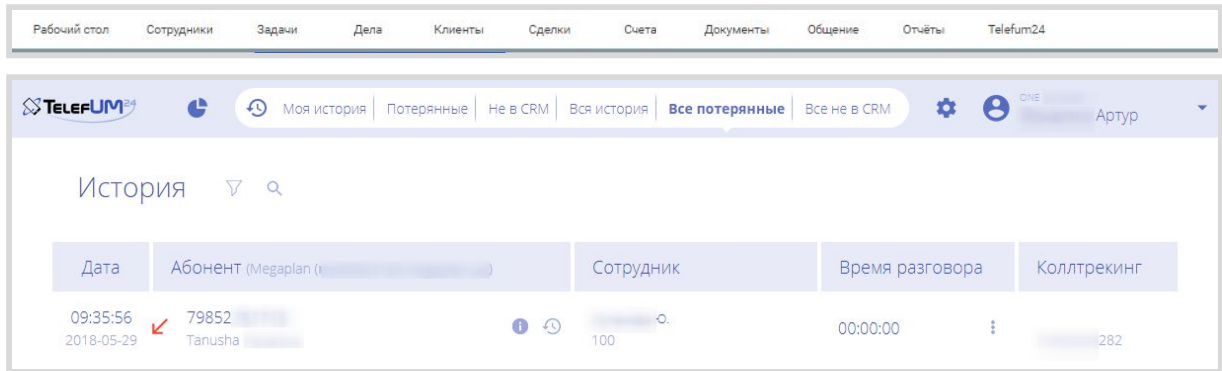 Рабочий стол Сотрудники Задачи Дела Клиенты Сделки Счета Документы Общение Отчёты Telefum24
TELEFUM24 Моя история Потерянные Не в CRM Вся история Все потерянные Все не в CRM ONE
Артур
История
Дата Абонент (Megaplan ( ) Сотрудник Время разговора Коллтрекинг
09:35:56 79852 Ю. 00:00:00
2018-05-29 Tanusha 100 282